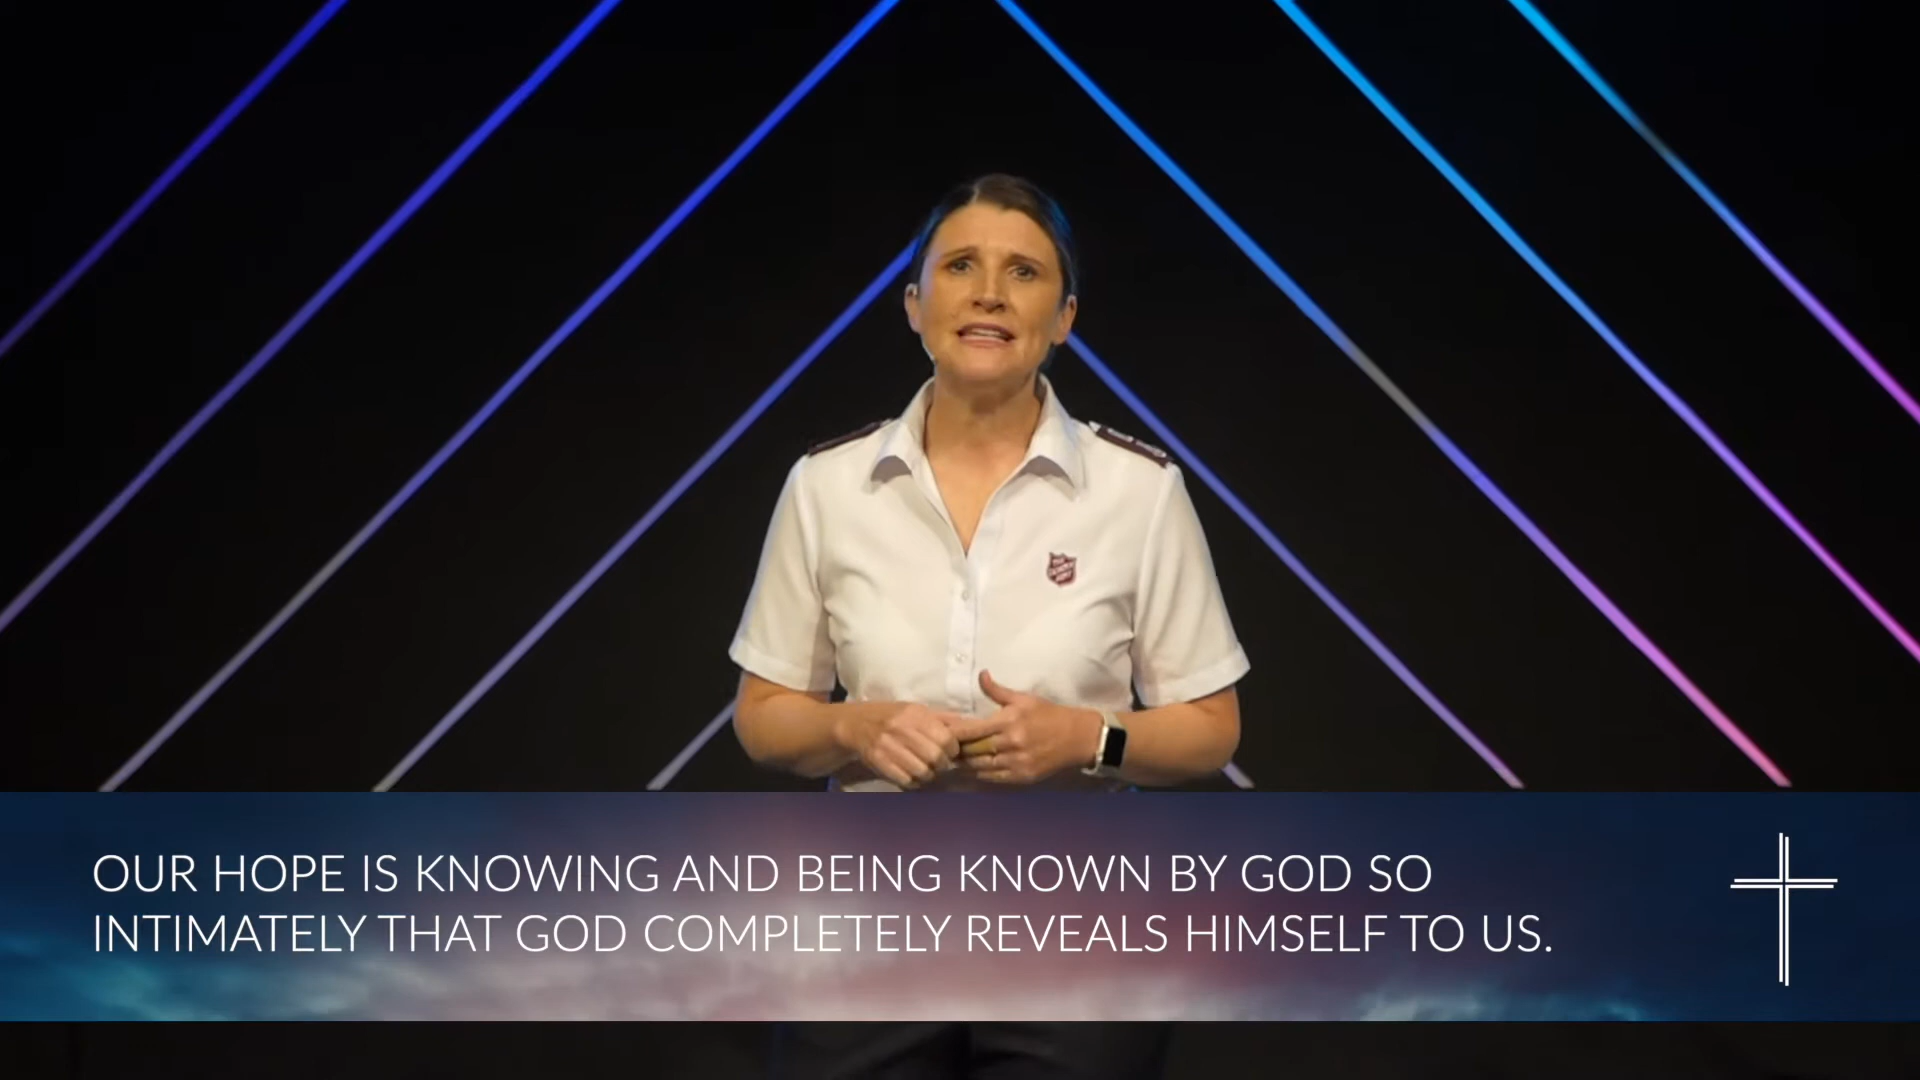 OUR HOPE IS KNOWING AND BEING KNOWN BY GOD SO
INTIMATELY THAT GOD COMPLETELY REVEALS HIMSELF TO US.